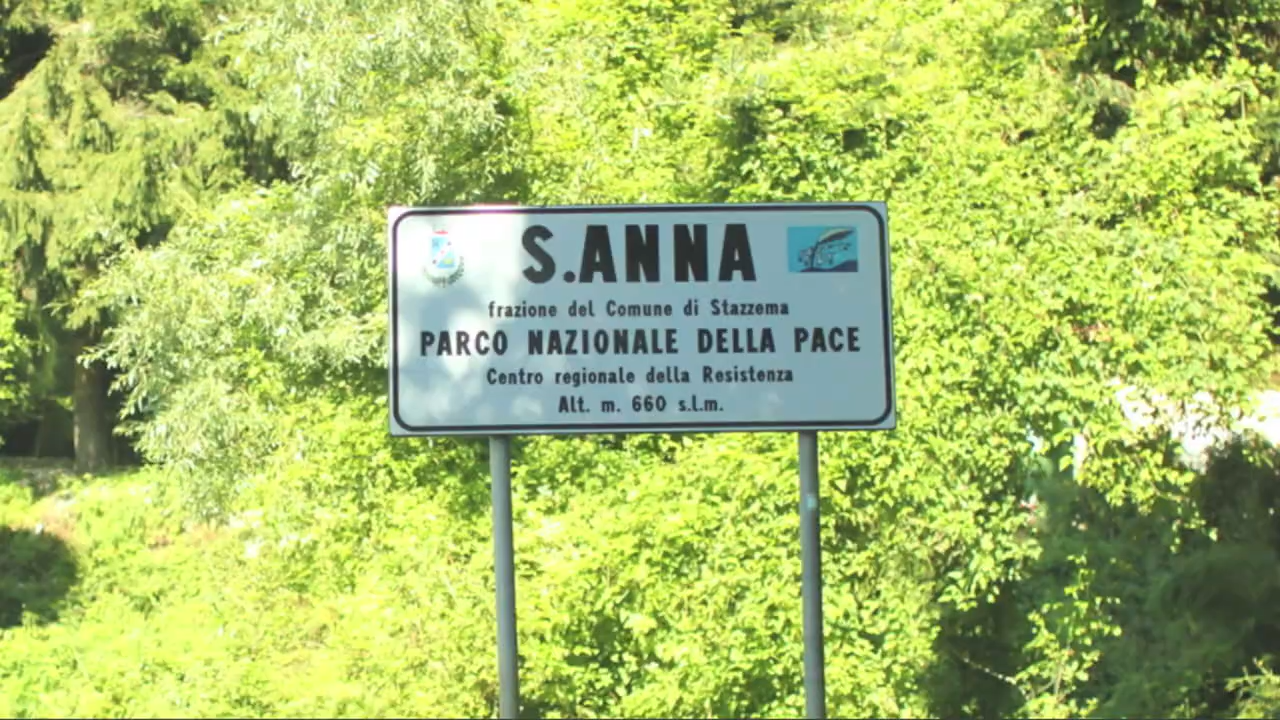 S.ANNA
frazione del Comune di Stazzema
PARCO NAZIONALE DELLA PACE
Centro regionale della Resistenza
Alt. m. 660 s.l.m.